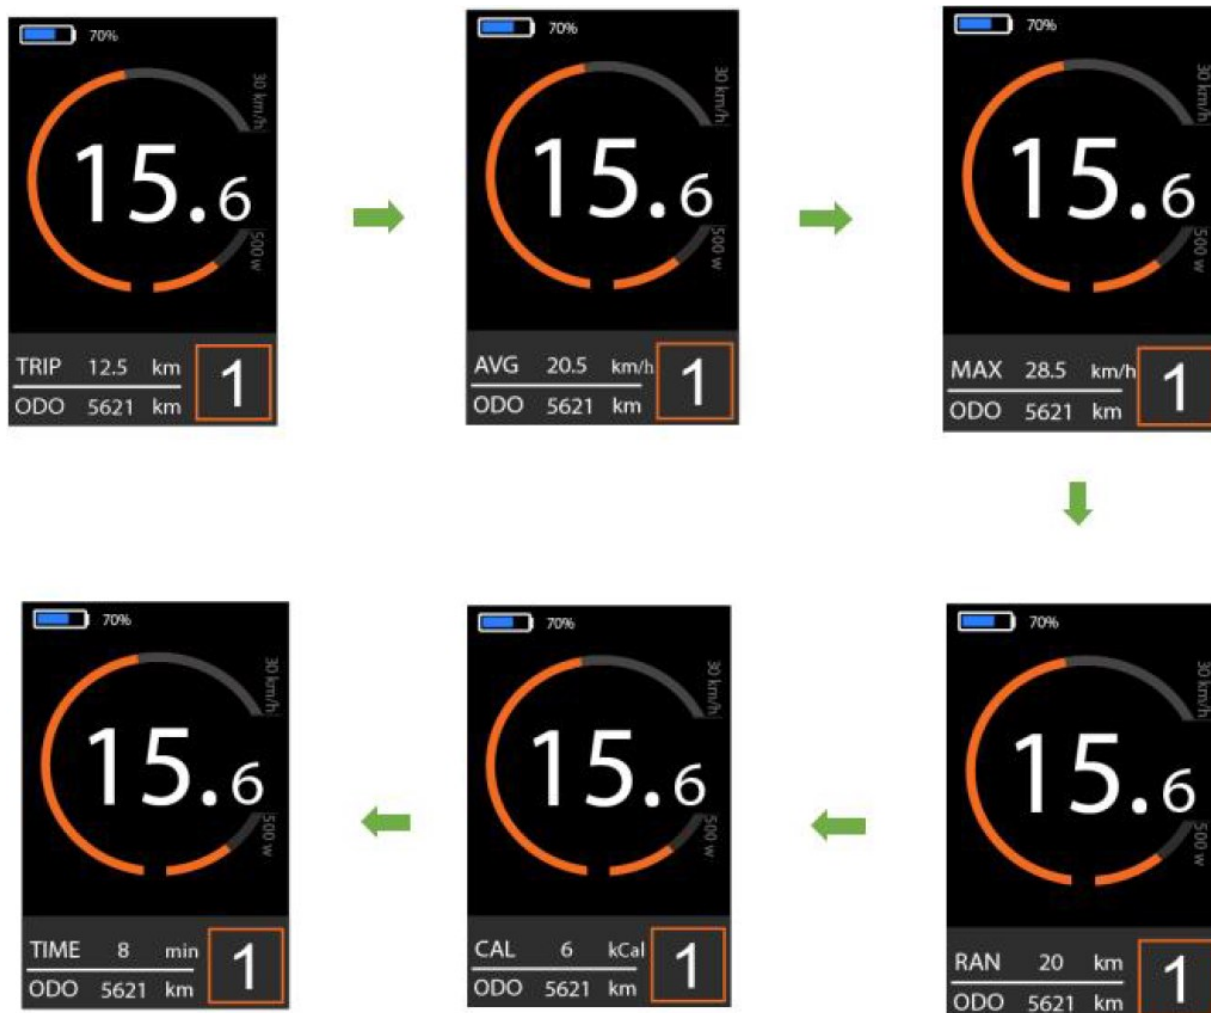 70%
30 km/h
15.6
500 w
TRIP 12.5 km
ODO 5621 km
1
70%
30 km/h
15.6
500 w
AVG 20.5 km/h
ODO 5621 km
1
70%
30 km/h
15.6
500 w
MAX 28.5 km/h
ODO 5621 km
1
70%
30 km/h
15.6
500 w
TIME 8 min
ODO 5621 km
1
70%
30 km/h
15.6
500 w
CAL 6 kCal
ODO 5621 km
1
70%
30 km/h
15.6
500 w
RAN 20 km
ODO 5621 km
1